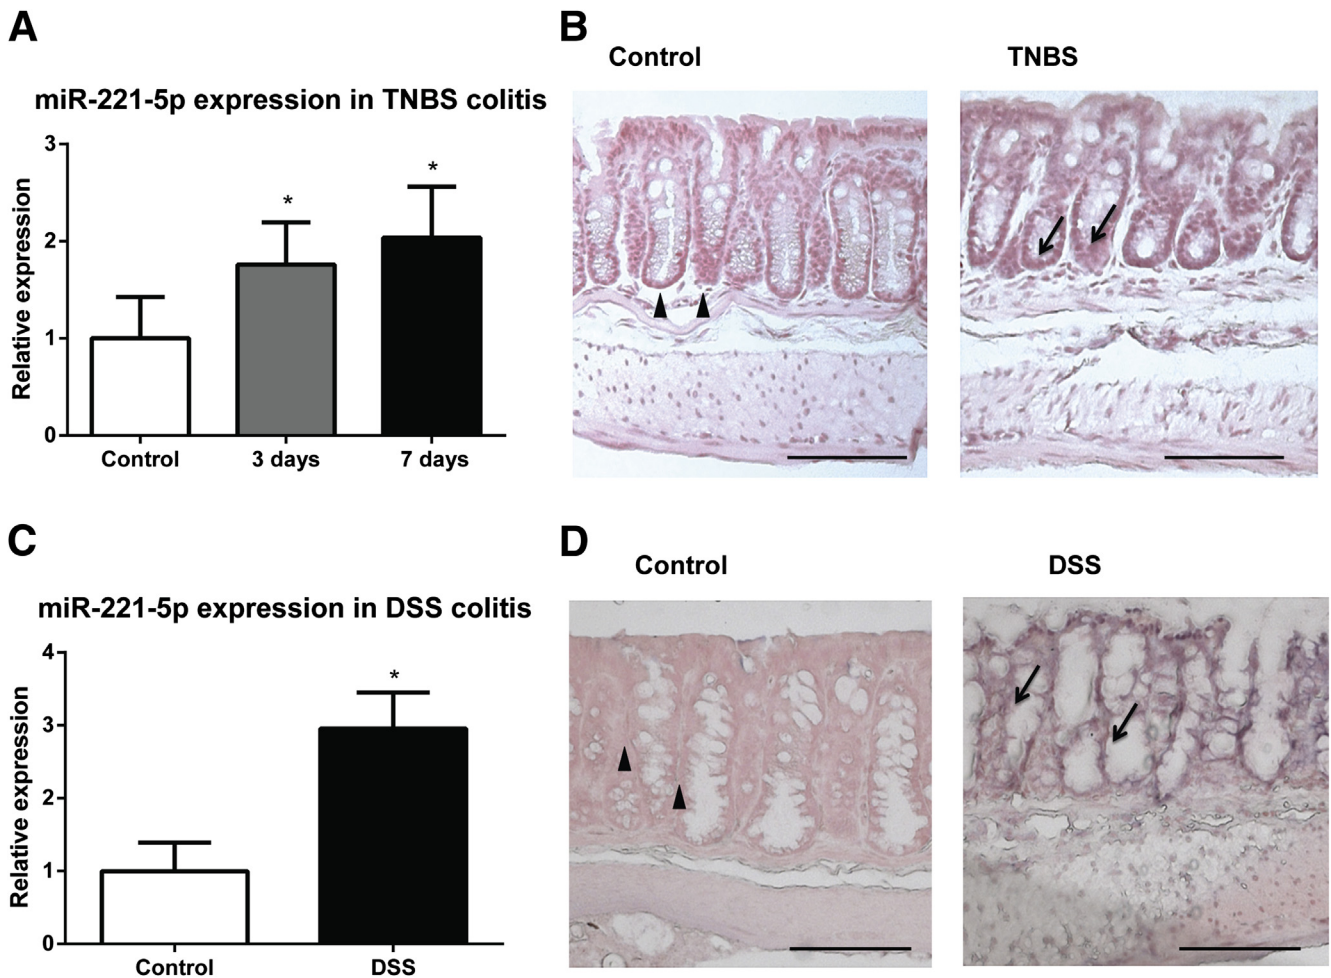 A
miR-221-5p expression in TNBS colitis
Relative expression
3
2
1
0
*
*
Control
3 days
7 days
B
Control
TNBS
C
miR-221-5p expression in DSS colitis
Relative expression
4
3
2
1
0
*
Control
DSS
D
Control
DSS